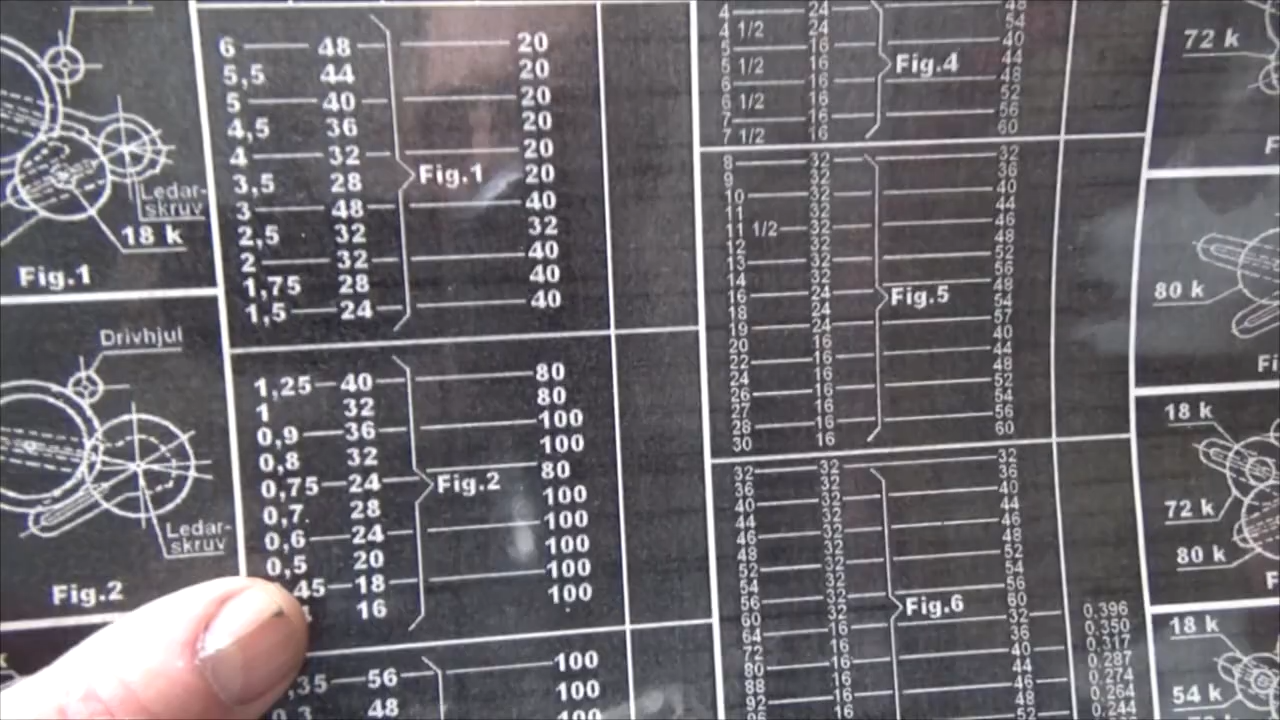 Ledar-
skruv
18 k
Fig.1
Drivhjul
Ledar-
skruv
Fig.2
6 48 20
5,5 44 20
5 40 20
4,5 36 20
4 32 20
3,5 28 20
3 48 40
2,5 32 32
2 32 40
1,75 28 40
1,5 24 40
Fig.1
1,25 40 80
1 32 80
0,9 36 100
0,8 32 100
0,75 24 80
0,7 28 100
0,6 24 100
0,5 20 100
45 18 100
16 100
Fig.2
,35 56 100
0,3 48 100
100
4 24 48
4 1/2 24 54
5 16 40
5 1/2 16 44
6 16 48
6 1/2 16 52
7 16 56
7 1/2 16 60
Fig.4
8 32 32
9 32 36
10 32 40
11 32 44
11 1/2 32 46
12 32 48
13 32 52
14 32 56
16 24 48
18 24 54
19 24 57
20 16 40
22 16 44
24 16 48
26 16 52
27 16 54
28 16 56
30 16 60
Fig.5
32 32 32
36 32 36
40 32 40
44 32 44
46 32 46
48 32 48
52 32 52
54 32 54
56 32 56
60 32 60
64 16 32 0.396
72 16 36 0.350
80 16 40 0.317
88 16 44 0.287
92 16 46 0.274
96 16 48 0.264
52 0.244
Fig.6
72 k
80 k
18 k
72 k
80 k
18 k
54 k